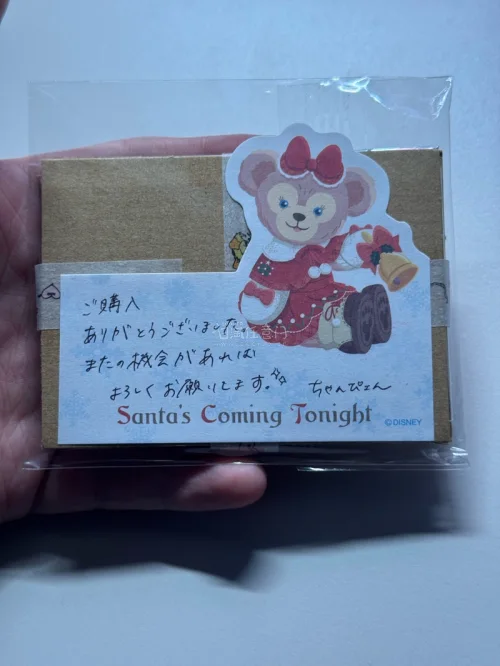 ご購入
ありがとうございました。
またの機会があれば
よろしくお願いします。
ちゃんぴょん
Santa's Coming Tonight
©DISNEY